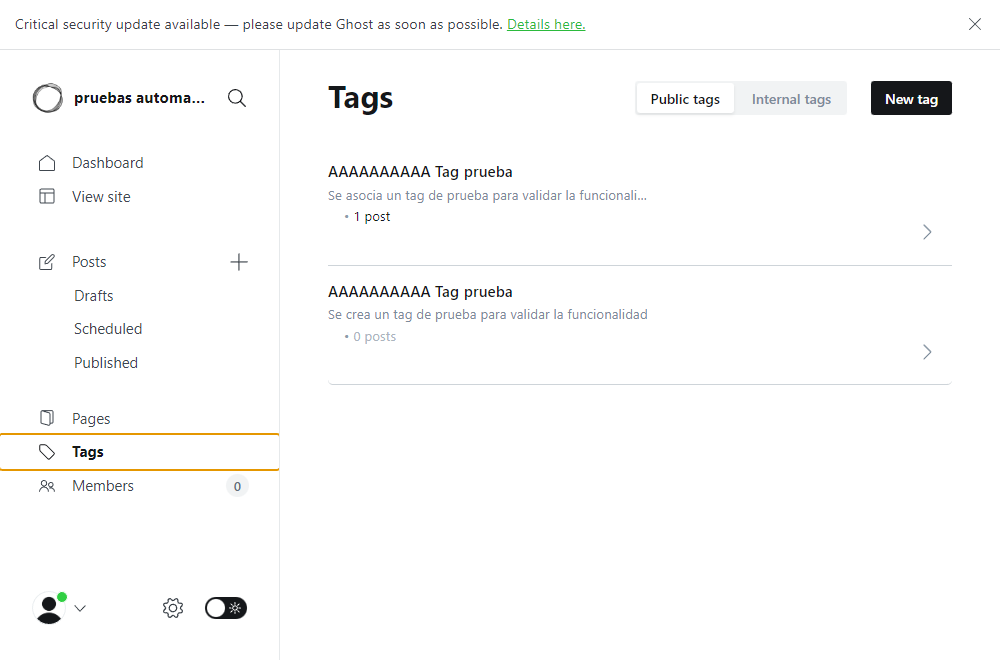 Critical security update available — please update Ghost as soon as possible. Details here.
pruebas automa...
Dashboard
View site
Posts
Drafts
Scheduled
Published
Pages
Tags
Members 0
Tags
Public tags Internal tags New tag
AAAAAAAAAA Tag prueba
Se asocia un tag de prueba para validar la funcionali...
• 1 post
AAAAAAAAAA Tag prueba
Se crea un tag de prueba para validar la funcionalidad
• 0 posts